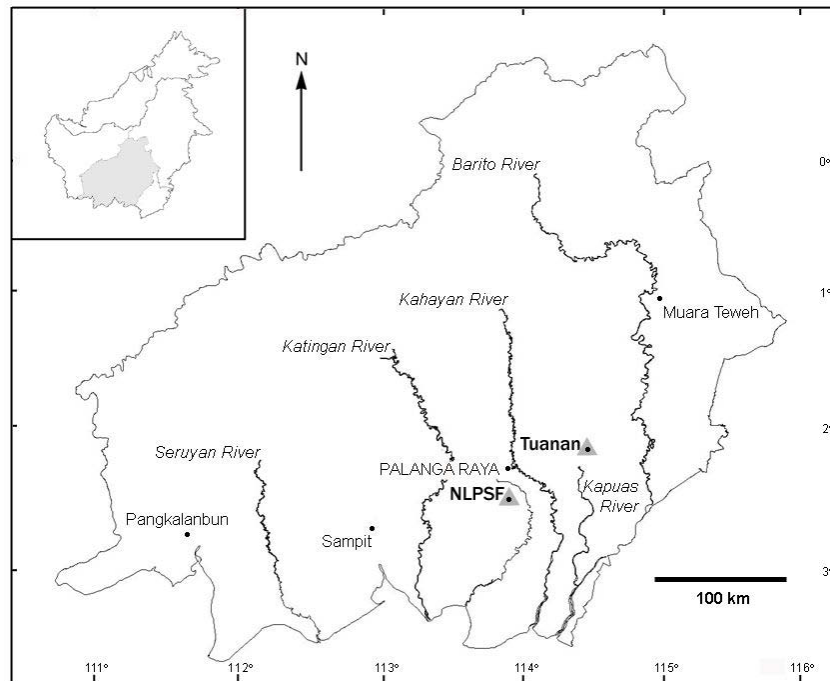 N
Barito River
0°
1°
Kahayan River
Muara Teweh
Katingan River
2°
Tuanan
Seruyan River
PALANGA RAYA
NLPSF
Kapuas
River
Pangkalanbun
Sampit
3°
100 km
111°
112°
113°
114°
115°
116°